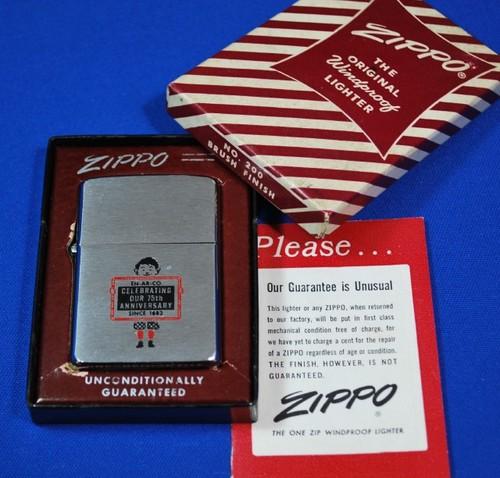 ZIPPO®
THE
ORIGINAL
Windproof
LIGHTER
NO. 200
BRUSH FINISH
ZIPPO
EN-AR-CO
CELEBRATING
OUR 75th
ANNIVERSARY
SINCE 1882
UNCONDITIONALLY
GUARANTEED
Please...
Our Guarantee is Unusual
This lighter or any ZIPPO, when returned
to our factory, will be put in first class
mechanical condition free of charge, for
we have yet to charge a cent for the repair
of a ZIPPO regardless of age or condition.
THE FINISH, HOWEVER, IS NOT
GUARANTEED.
ZIPPO
®
THE ONE ZIP WINDPROOF LIGHTER